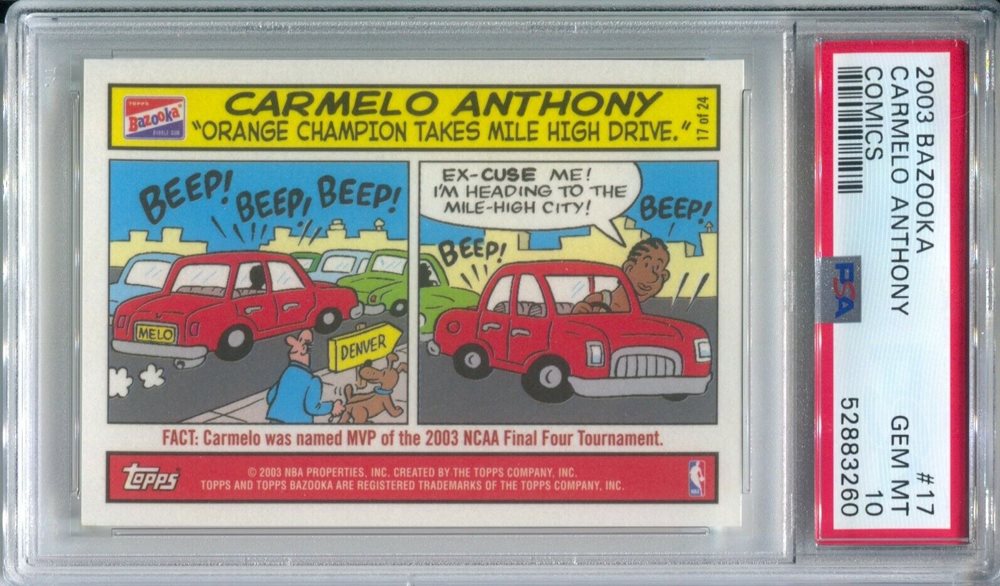 TOPPS
Bazooka
BUBBLE GUM
CARMELO ANTHONY
"ORANGE CHAMPION TAKES MILE HIGH DRIVE."
17 of 24
BEEP! BEEP! BEEP!
MELO
DENVER
EX-CUSE ME!
I'M HEADING TO THE
MILE-HIGH CITY!
BEEP!
BEEP!
FACT: Carmelo was named MVP of the 2003 NCAA Final Four Tournament.
topps
© 2003 NBA PROPERTIES, INC. CREATED BY THE TOPPS COMPANY, INC.
TOPPS AND TOPPS BAZOOKA ARE REGISTERED TRADEMARKS OF THE TOPPS COMPANY, INC.
2003 BAZOOKA #17
CARMELO ANTHONY GEM MT
COMICS 10
PSA 52883260